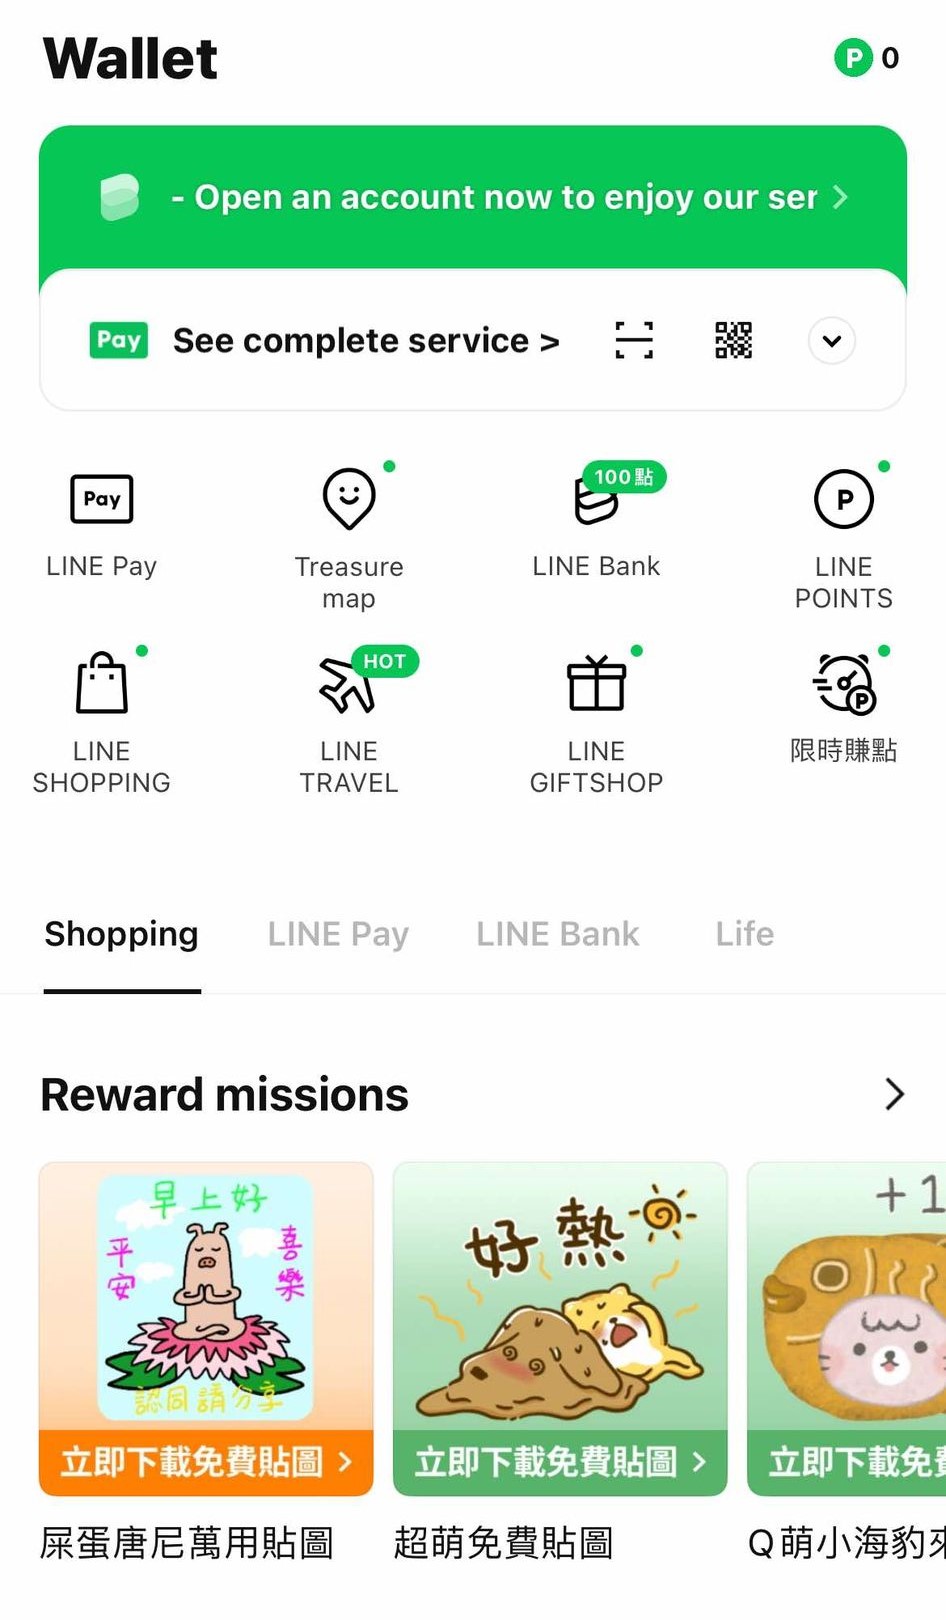 Wallet
P 0
- Open an account now to enjoy our ser
Pay See complete service >
Pay
100點
P
LINE Pay
Treasure
map
LINE Bank
LINE
POINTS
HOT
P
LINE
SHOPPING
LINE
TRAVEL
LINE
GIFTSHOP
限時賺點
Shopping LINE Pay LINE Bank Life
Reward missions
早上好
平安
喜樂
認同請分享
立即下載免費貼圖
屎蛋唐尼萬用貼圖
好熱
立即下載免費貼圖
超萌免費貼圖
+1
立即下載免費
Q萌小海豹來